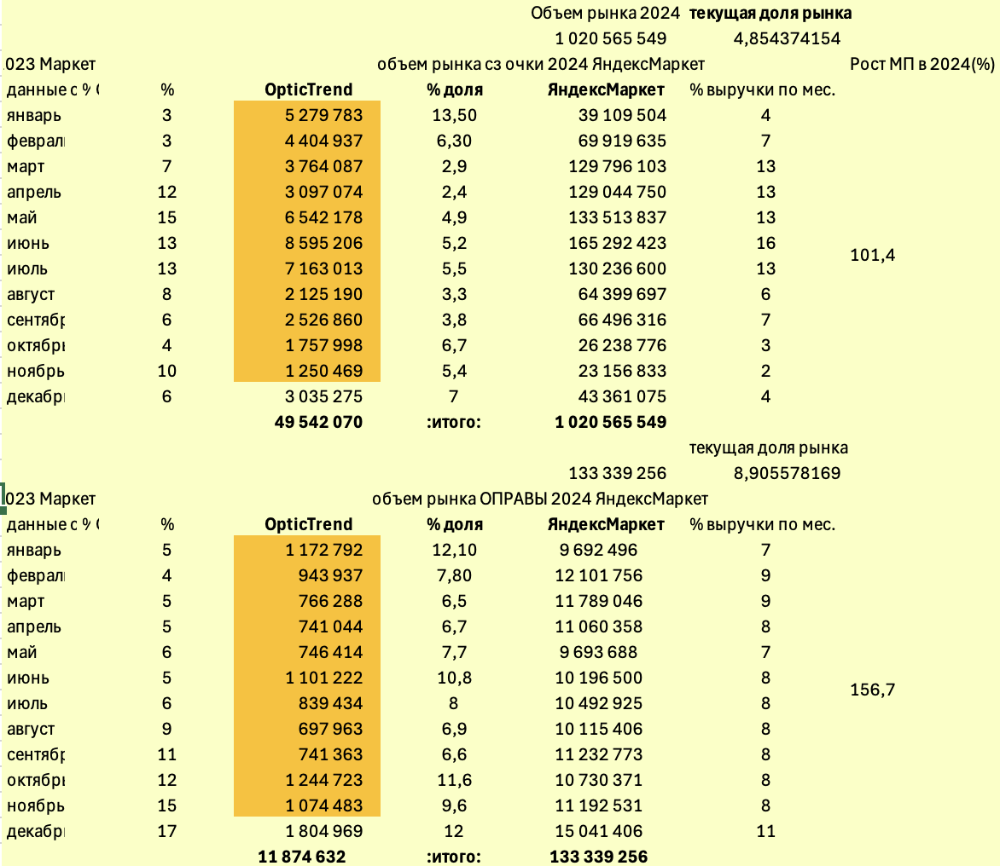 Объем рынка 2024 текущая доля рынка
1 020 565 549 4,854374154
023 Маркет объем рынка сз очки 2024 ЯндексМаркет Рост МП в 2024(%)
данные с % ( % OpticTrend % доля ЯндексМаркет % выручки по мес.
январь 3 5 279 783 13,50 39 109 504 4
феврал 3 4 404 937 6,30 69 919 635 7
март 7 3 764 087 2,9 129 796 103 13
апрель 12 3 097 074 2,4 129 044 750 13
май 15 6 542 178 4,9 133 513 837 13
июнь 13 8 595 206 5,2 165 292 423 16
101,4
июль 13 7 163 013 5,5 130 236 600 13
август 8 2 125 190 3,3 64 399 697 6
сентябр 6 2 526 860 3,8 66 496 316 7
октябрь 4 1 757 998 6,7 26 238 776 3
ноябрь 10 1 250 469 5,4 23 156 833 2
декабр 6 3 035 275 7 43 361 075 4
49 542 070 :итого: 1 020 565 549
текущая доля рынка
133 339 256 8,905578169
023 Маркет объем рынка ОПРАВЫ 2024 ЯндексМаркет
данные с % ( % OpticTrend % доля ЯндексМаркет % выручки по мес.
январь 5 1 172 792 12,10 9 692 496 7
феврал 4 943 937 7,80 12 101 756 9
март 5 766 288 6,5 11 789 046 9
апрель 5 741 044 6,7 11 060 358 8
май 6 746 414 7,7 9 693 688 7
июнь 5 1 101 222 10,8 10 196 500 8
156,7
июль 6 839 434 8 10 492 925 8
август 9 697 963 6,9 10 115 406 8
сентябр 11 741 363 6,6 11 232 773 8
октябрь 12 1 244 723 11,6 10 730 371 8
ноябрь 15 1 074 483 9,6 11 192 531 8
декабр 17 1 804 969 12 15 041 406 11
11 874 632 :итого: 133 339 256